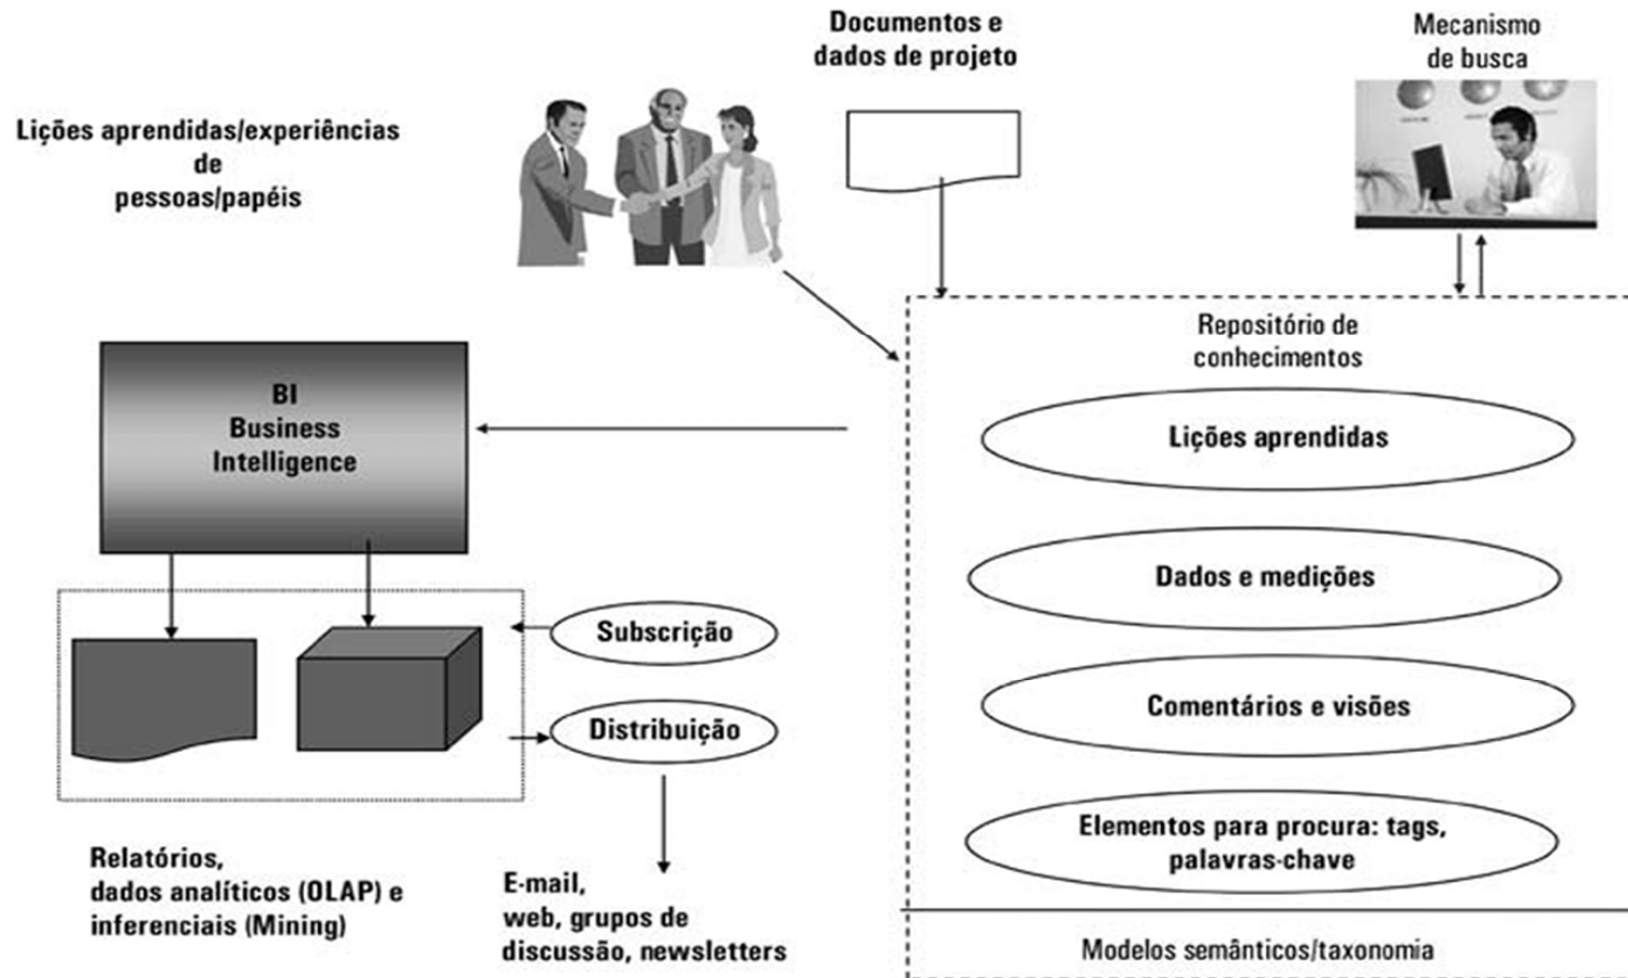 Documentos e
dados de projeto
Mecanismo
de busca
Lições aprendidas/experiências
de
pessoas/papéis
Repositório de
conhecimentos
BI
Business
Intelligence
Lições aprendidas
Dados e medições
Subscrição
Distribuição
Comentários e visões
Elementos para procura: tags,
palavras-chave
Relatórios,
dados analíticos (OLAP) e
inferenciais (Mining)
E-mail,
web, grupos de
discussão, newsletters
Modelos semânticos/taxonomia